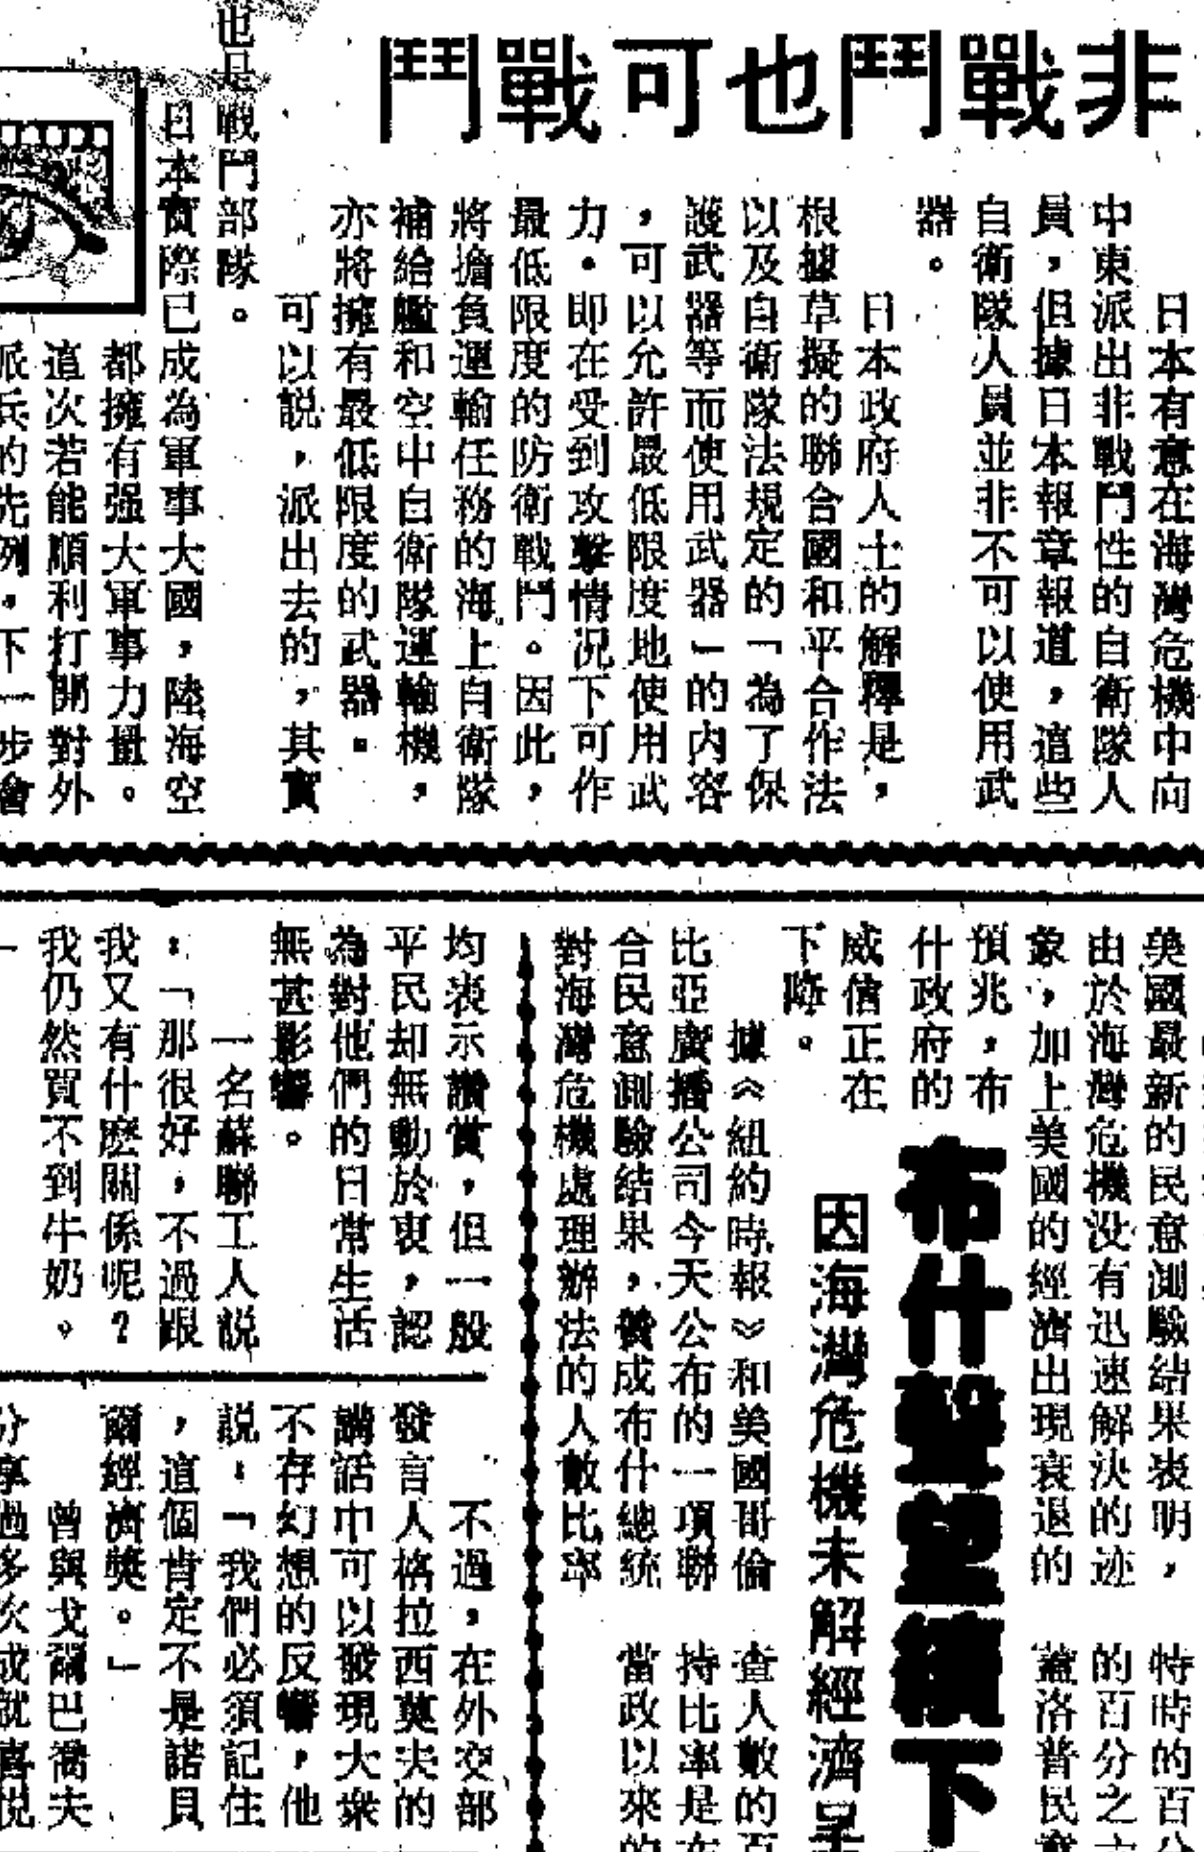 非戰鬥也可戰鬥
日本有意在海灣危機中向
中東派出非戰鬥性的自衛隊人
員，但據日本報章報道，這些
自衛隊人員並非不可以使用武
器。
日本政府人士的解釋是，
根據草擬的聯合國和平合作法
以及自衛隊法規定的「為了保
護武器等而使用武器」的內容
，可以允許最低限度地使用武
力。即在受到攻擊情況下可作
最低限度的防衛戰鬥。因此，
將擔負運輸任務的海上自衛隊
補給艦和空中自衛隊運輸機，
亦將擁有最低限度的武器。
可以説，派出去的，其實
也是戰鬥部隊。
日本實際已成為軍事大國，陸海空
都擁有强大軍事力量。
這次若能順利打開對外
派兵的先例，下一步會
美國最新的民意測驗結果表明，
由於海灣危機没有迅速解決的迹
象，加上美國的經濟出現衰退的
預兆，布
什政府的
威信正在
下降。
布什聲望續下
因海灣危機未解經濟呈
據《紐約時報》和美國哥倫
比亞廣播公司今天公布的一項聯
合民意測驗結果，贊成布什總統
對海灣危機處理辦法的人數比率
特時的百分
的百分之六
蓋洛普民意
查人數的百
持比率是在
當政以來的
均表示讚賞，但一般
平民却無動於衷，認
為對他們的日常生活
無甚影響。
一名蘇聯工人説
：「那很好，不過跟
我又有什麽關係呢？
我仍然買不到牛奶。
不過，在外交部
發言人格拉西莫夫的
講話中可以發現大衆
不存幻想的反響，他
説：「我們必須記住
，這個肯定不是諾貝
爾經濟獎。」
曾與戈爾巴喬夫
分享過多次成就喜悅